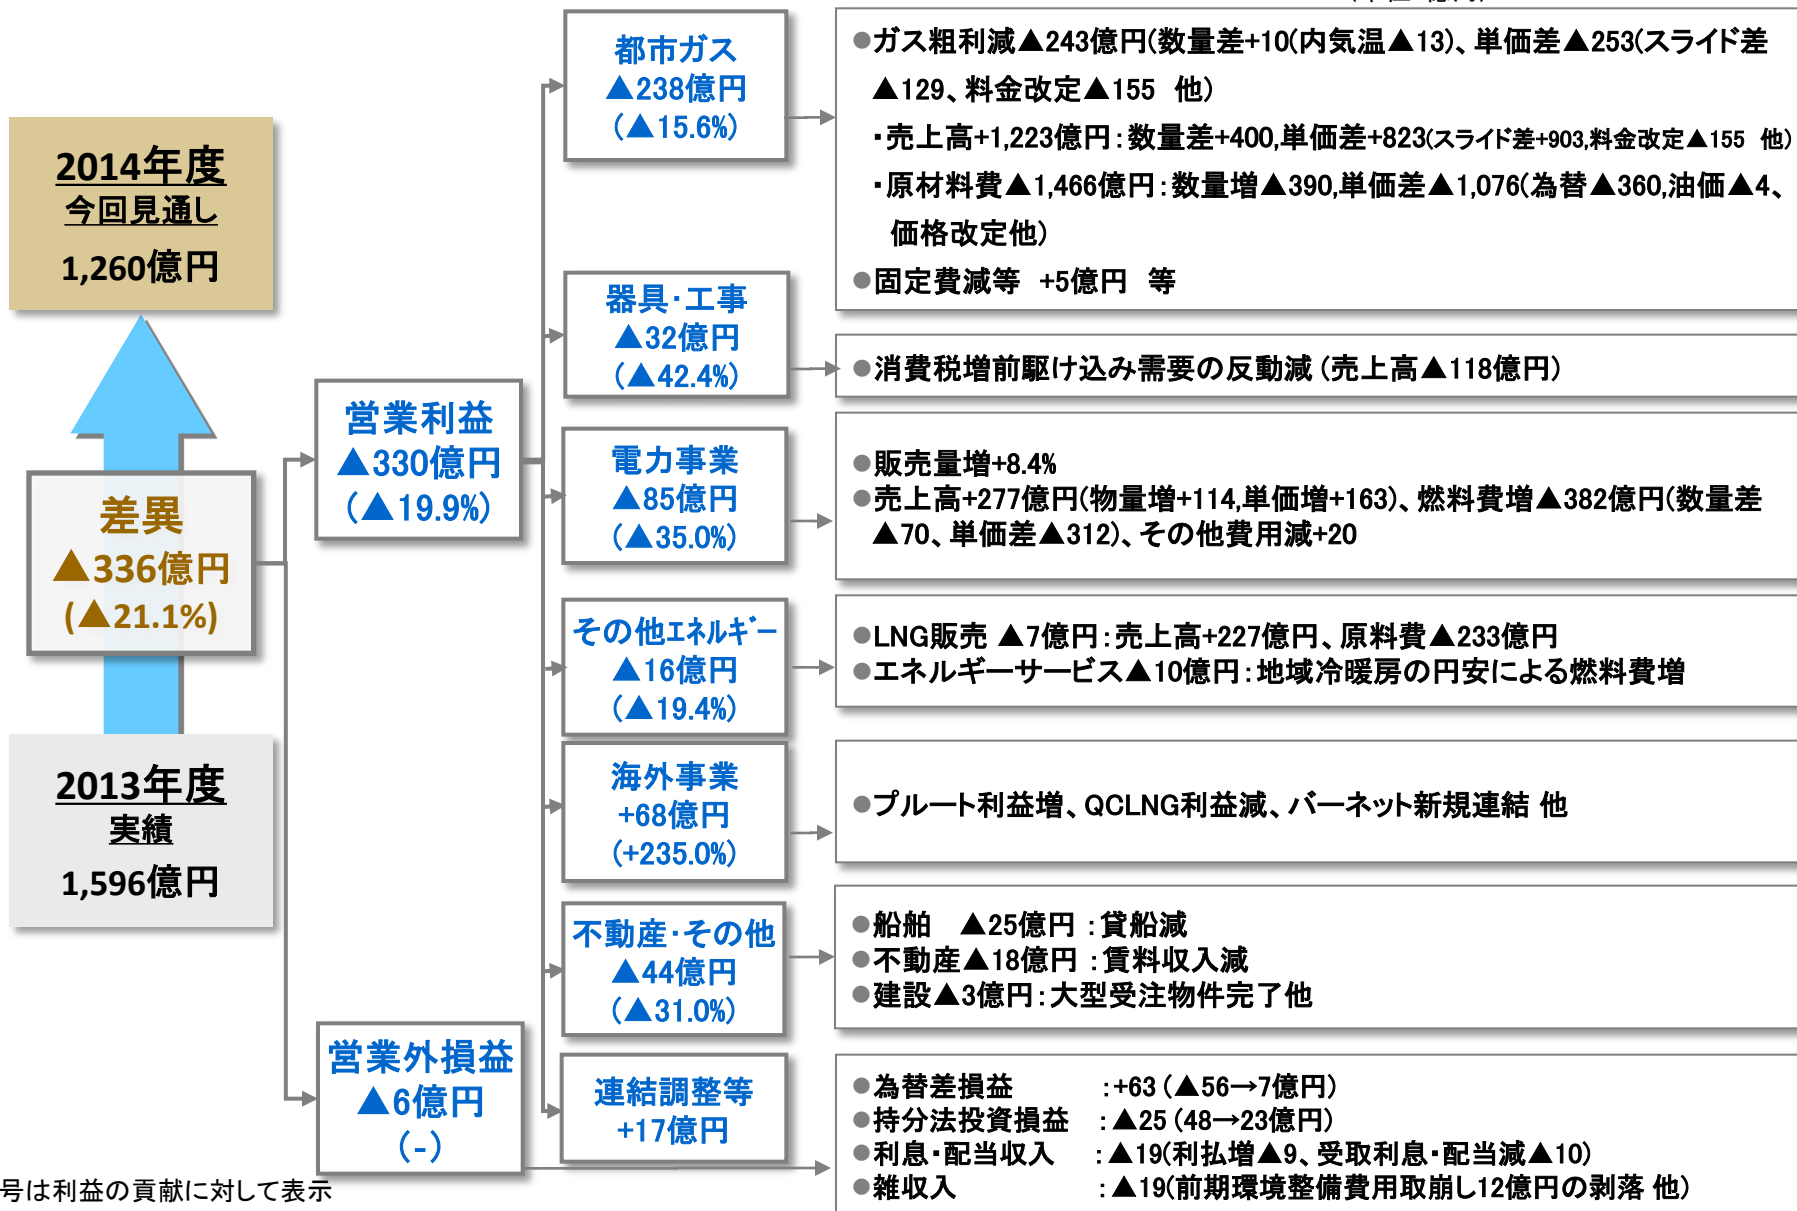 2014年度
今回見通し
1,260億円
差異
▲336億円
(▲21.1%)
2013年度
実績
1,596億円
営業利益
▲330億円
(▲19.9%)
営業外損益
▲6億円
(-)
都市ガス
▲238億円
(▲15.6%)
●ガス粗利減▲243億円(数量差+10(内気温▲13)、単価差▲253(スライド差
▲129、料金改定▲155 他)
・売上高+1,223億円:数量差+400,単価差+823(スライド差+903,料金改定▲155 他)
・原材料費▲1,466億円:数量増▲390,単価差▲1,076(為替▲360,油価▲4、
価格改定他)
●固定費減等 +5億円 等
器具・工事
▲32億円
(▲42.4%)
●消費税増前駆け込み需要の反動減(売上高▲118億円)
電力事業
▲85億円
(▲35.0%)
●販売量増+8.4%
●売上高+277億円(物量増+114,単価増+163)、燃料費増▲382億円(数量差
▲70、単価差▲312)、その他費用減+20
その他エネルギー
▲16億円
(▲19.4%)
●LNG販売 ▲7億円:売上高+227億円、原料費▲233億円
●エネルギーサービス▲10億円:地域冷暖房の円安による燃料費増
海外事業
+68億円
(+235.0%)
●プルート利益増、QCLNG利益減、バーネット新規連結 他
不動産・その他
▲44億円
(▲31.0%)
●船舶 ▲25億円 :貸船減
●不動産▲18億円 :賃料収入減
●建設▲3億円:大型受注物件完了他
連結調整等
+17億円
●為替差損益 :+63(▲56→7億円)
●持分法投資損益 :▲25(48→23億円)
●利息・配当収入 :▲19(利払増▲9、受取利息・配当減▲10)
●雑収入 :▲19(前期環境整備費用取崩し12億円の剥落 他)
号は利益の貢献に対して表示